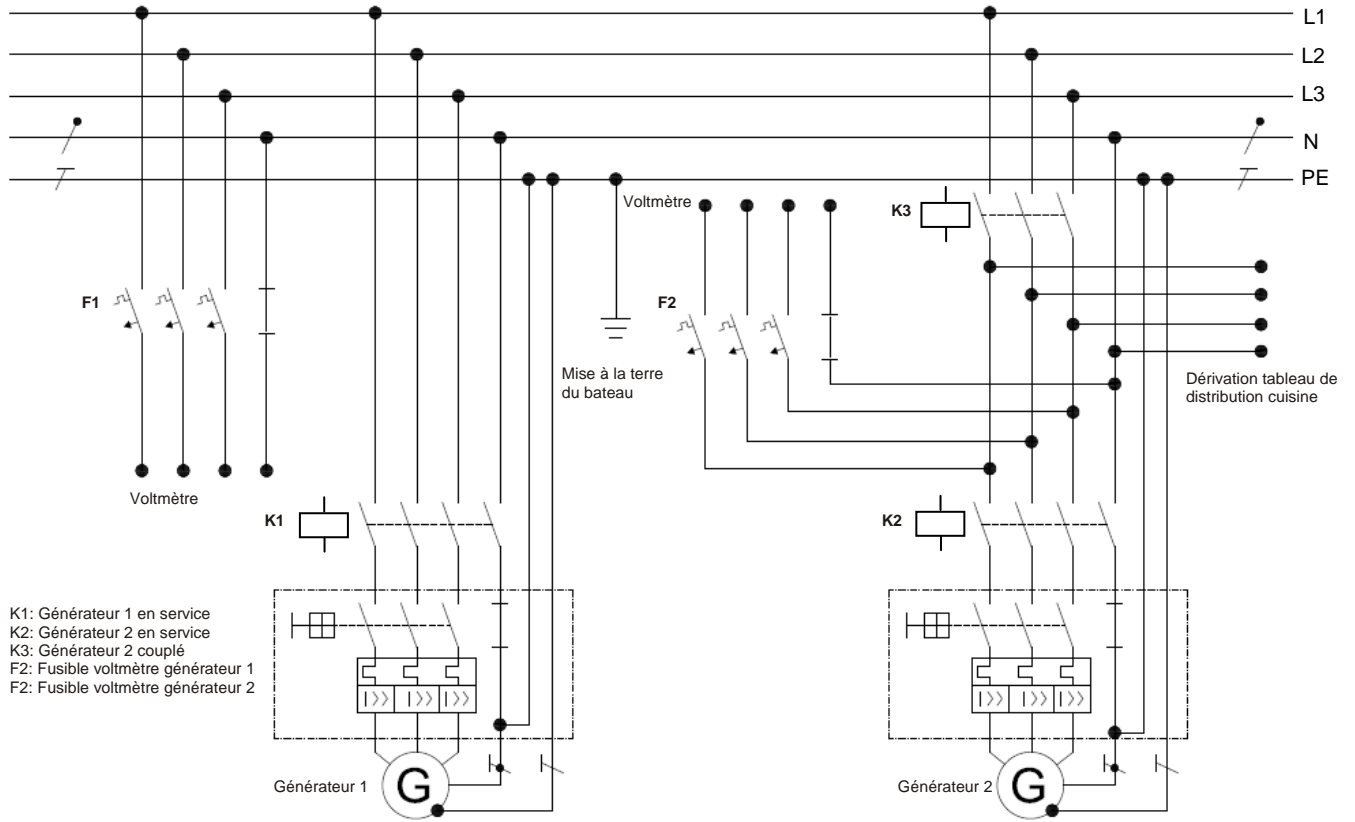 L1
L2
L3
N
PE
Voltmètre
K3
F1
F2
Mise à la terre
du bateau
Dérivation tableau de
distribution cuisine
Voltmètre
K1
K2
K1: Générateur 1 en service
K2: Générateur 2 en service
K3: Générateur 2 couplé
F2: Fusible voltmètre générateur 1
F2: Fusible voltmètre générateur 2
I>> I>> I>>
I>> I>> I>>
Générateur 1
G
Générateur 2
G